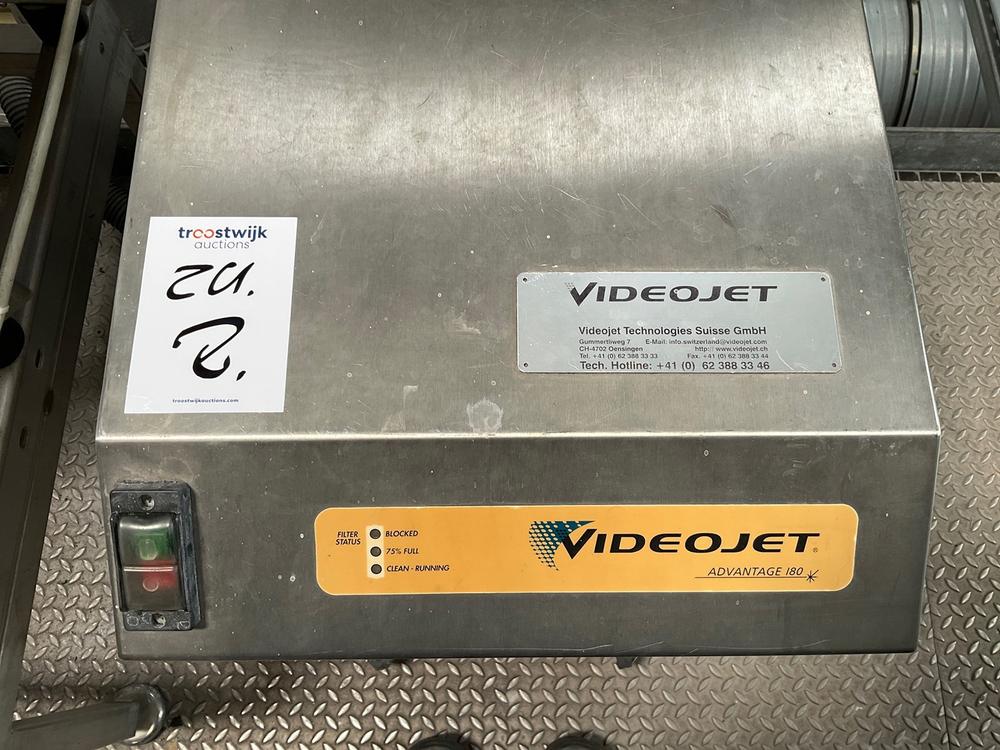 troostwijk
auctions
zu.
troostwijkauctions.com
VIDEOJET
Videojet Technologies Suisse GmbH
Gummertliweg 7 E-Mail: info.switzerland@videojet.com
CH-4702 Oensingen http:// www.videojet.ch
Tel. +41 (0) 62 388 33 33 Fax. +41 (0) 62 388 33 44
Tech. Hotline: +41 (0) 62 388 33 46
FILTER STATUS
BLOCKED
75% FULL
CLEAN - RUNNING
VIDEOJET®
ADVANTAGE 180